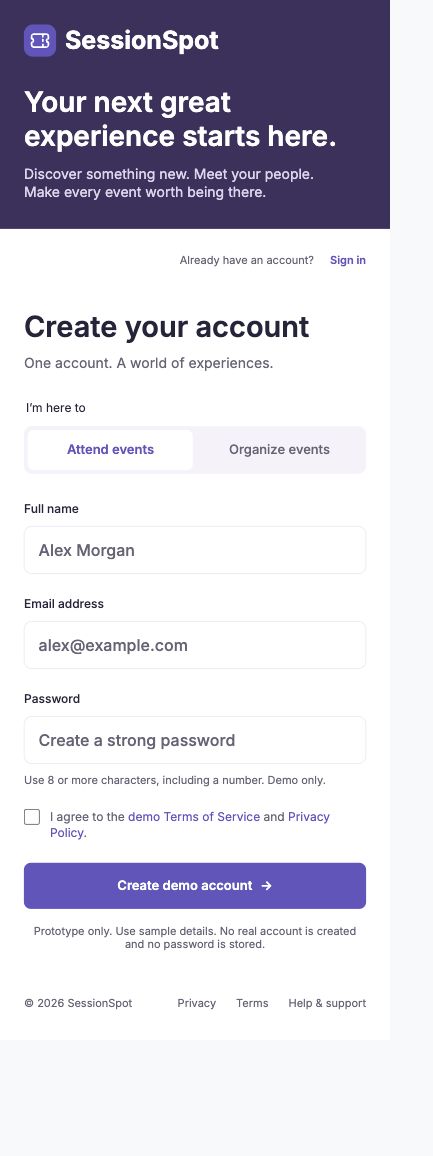 SessionSpot
Your next great
experience starts here.
Discover something new. Meet your people.
Make every event worth being there.
Already have an account? Sign in
Create your account
One account. A world of experiences.
I'm here to
Attend events Organize events
Full name
Alex Morgan
Email address
alex@example.com
Password
Create a strong password
Use 8 or more characters, including a number. Demo only.
I agree to the demo Terms of Service and Privacy
Policy.
Create demo account →
Prototype only. Use sample details. No real account is created
and no password is stored.
© 2026 SessionSpot Privacy Terms Help & support